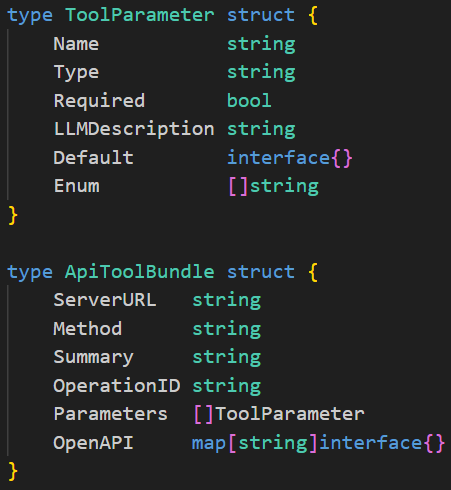 type ToolParameter struct {
    Name           string
    Type           string
    Required       bool
    LLMDescription string
    Default        interface{}
    Enum           []string
}

type ApiToolBundle struct {
    ServerURL   string
    Method      string
    Summary     string
    OperationID string
    Parameters  []ToolParameter
    OpenAPI     map[string]interface{}
}